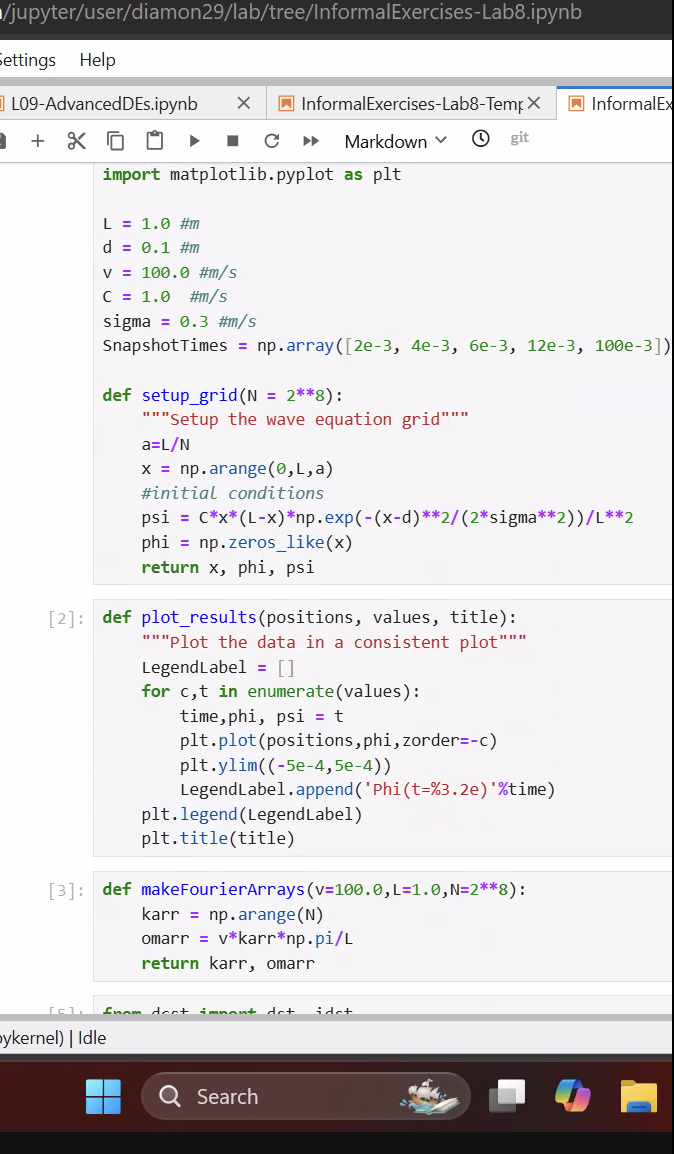 /jupyter/user/diamon29/lab/tree/InformalExercises-Lab8.ipynb
Settings Help
L09-AdvancedDEs.ipynb InformalExercises-Lab8-Temp InformalEx
Markdown git
import matplotlib.pyplot as plt
L = 1.0 #m
d = 0.1 #m
v = 100.0 #m/s
C = 1.0  #m/s
sigma = 0.3 #m/s
SnapshotTimes = np.array([2e-3, 4e-3, 6e-3, 12e-3, 100e-3])
def setup_grid(N = 2**8):
    """Setup the wave equation grid"""
    a=L/N
    x = np.arange(0,L,a)
    #initial conditions
    psi = C*x*(L-x)*np.exp(-(x-d)**2/(2*sigma**2))/L**2
    phi = np.zeros_like(x)
    return x, phi, psi
[2]: def plot_results(positions, values, title):
    """Plot the data in a consistent plot"""
    LegendLabel = []
    for c,t in enumerate(values):
        time,phi, psi = t
        plt.plot(positions,phi,zorder=-c)
        plt.ylim((-5e-4,5e-4))
        LegendLabel.append('Phi(t=%3.2e)'%time)
    plt.legend(LegendLabel)
    plt.title(title)
[3]: def makeFourierArrays(v=100.0,L=1.0,N=2**8):
    karr = np.arange(N)
    omarr = v*karr*np.pi/L
    return karr, omarr
[5]: from dcst import dst, idst
ykernel) | Idle
Search